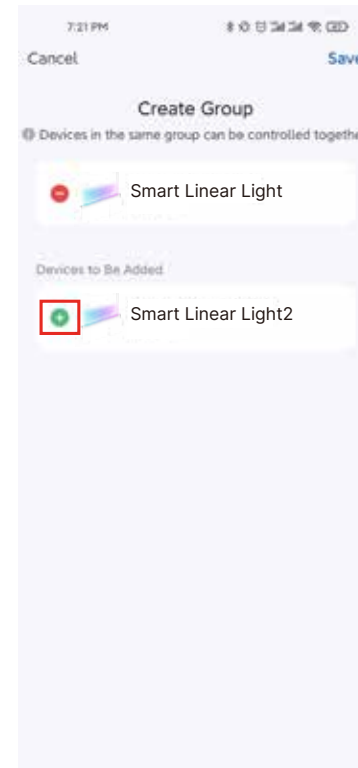 7:21 PM
Cancel
Save
Create Group
Devices in the same group can be controlled togethe
Smart Linear Light
Devices to Be Added
Smart Linear Light2